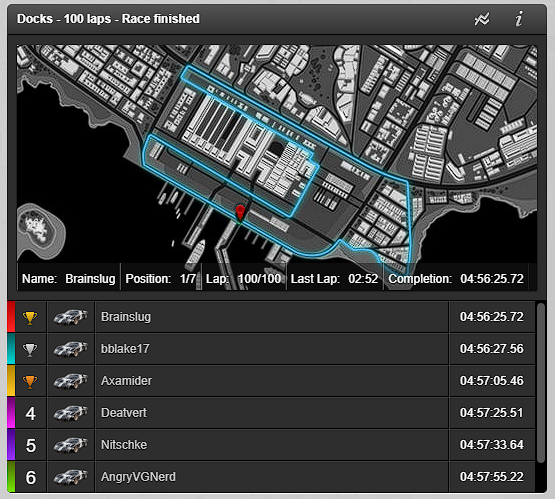 Docks - 100 laps - Race finished
i
Name: Brainslug Position: 1/7 Lap: 100/100 Last Lap: 02:52 Completion: 04:56:25.72
Brainslug 04:56:25.72
bblake17 04:56:27.56
Axamider 04:57:05.46
4 Deatvert 04:57:25.51
5 Nitschke 04:57:33.64
6 AngryVGNerd 04:57:55.22